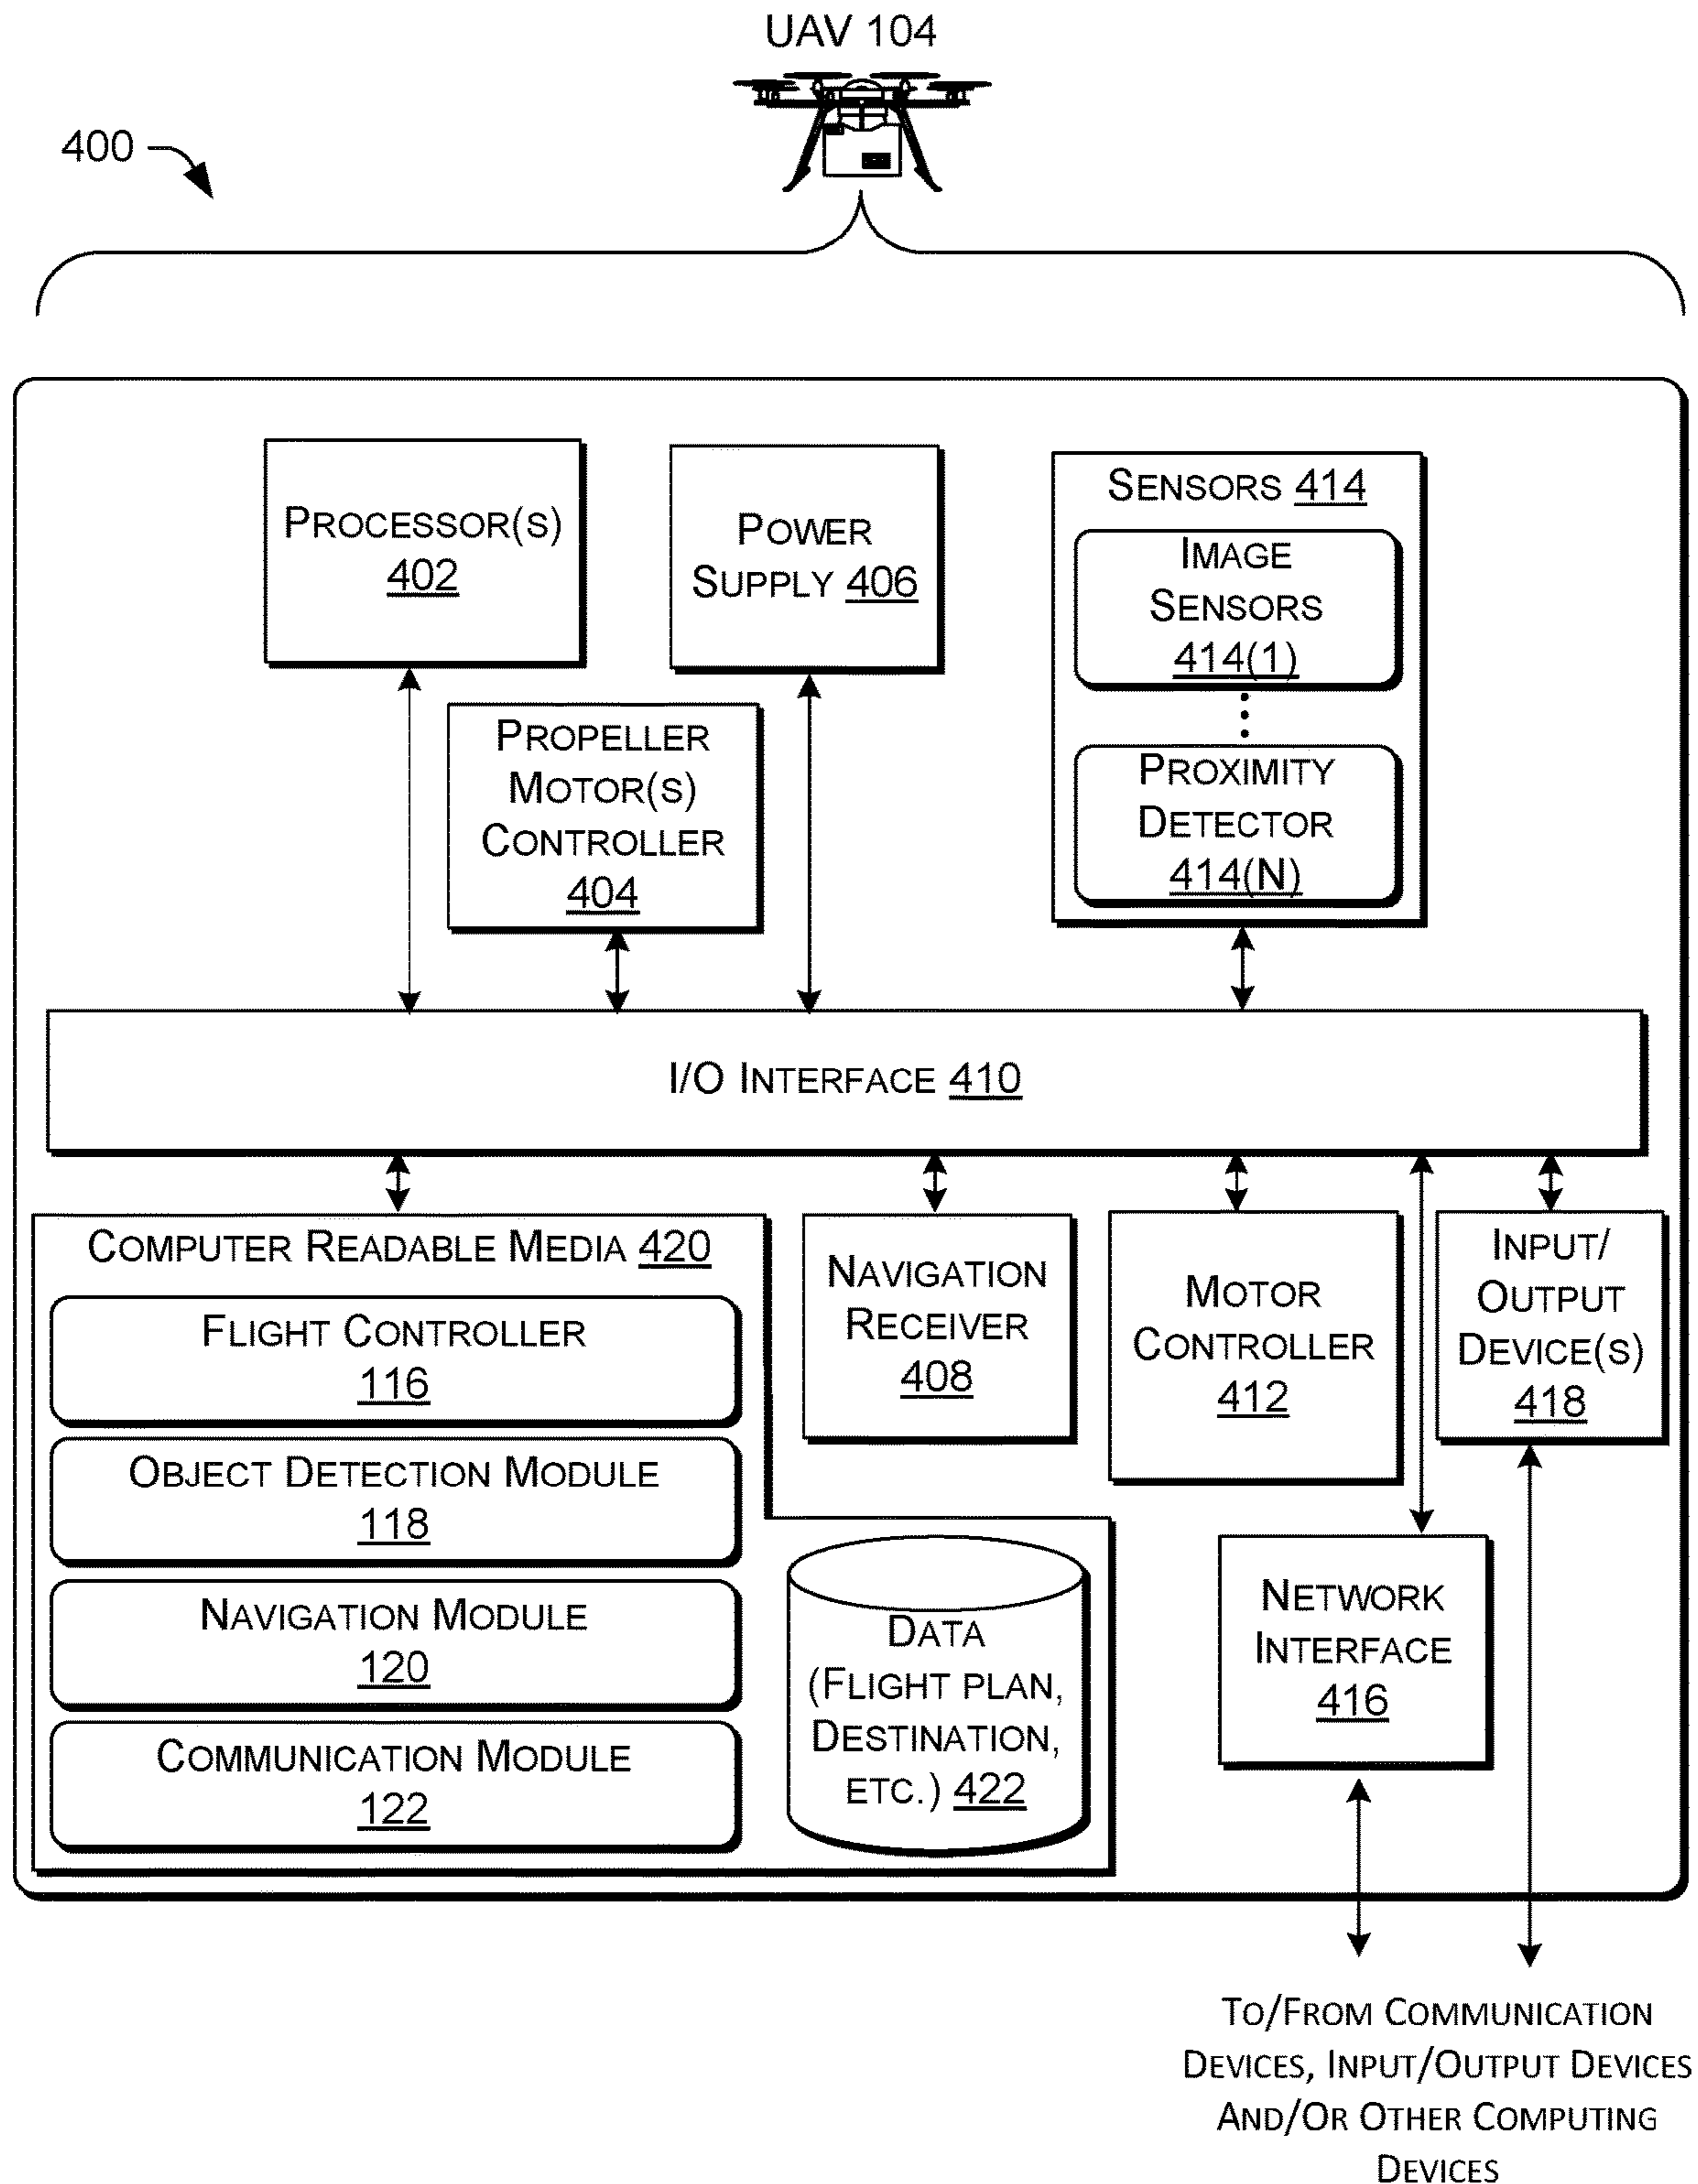 UAV 104
400
PROCESSOR(S)
402
POWER
SUPPLY 406
SENSORS 414
IMAGE
SENSORS
414(1)
PROXIMITY
DETECTOR
414(N)
PROPELLER
MOTOR(S)
CONTROLLER
404
I/O INTERFACE 410
COMPUTER READABLE MEDIA 420
FLIGHT CONTROLLER
116
OBJECT DETECTION MODULE
118
NAVIGATION MODULE
120
COMMUNICATION MODULE
122
DATA
(FLIGHT PLAN,
DESTINATION,
ETC.) 422
NAVIGATION
RECEIVER
408
MOTOR
CONTROLLER
412
INPUT/
OUTPUT
DEVICE(S)
418
NETWORK
INTERFACE
416
TO/FROM COMMUNICATION
DEVICES, INPUT/OUTPUT DEVICES
AND/OR OTHER COMPUTING
DEVICES